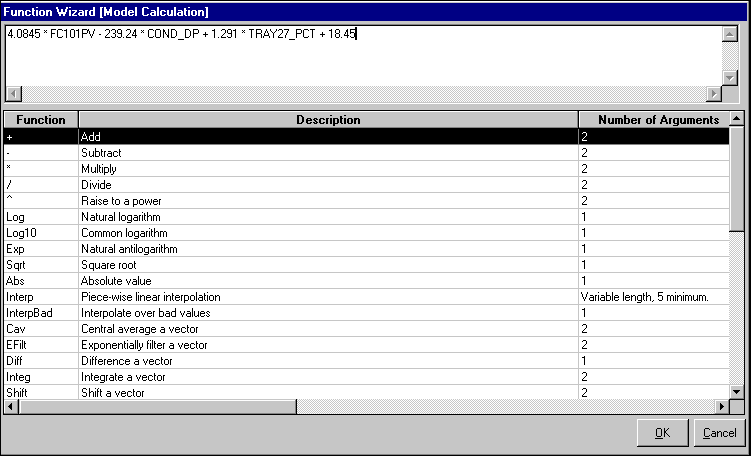 Function Wizard [Model Calculation]
4.0845 * FC101PV - 239.24 * COND_DP + 1.291 * TRAY27_PCT + 18.45
Function Description Number of Arguments
+ Add 2
- Subtract 2
* Multiply 2
/ Divide 2
^ Raise to a power 2
Log Natural logarithm 1
Log10 Common logarithm 1
Exp Natural antilogarithm 1
Sqrt Square root 1
Abs Absolute value 1
Interp Piece-wise linear interpolation Variable length, 5 minimum.
InterpBad Interpolate over bad values 1
Cav Central average a vector 2
EFilt Exponentially filter a vector 2
Diff Difference a vector 1
Integ Integrate a vector 2
Shift Shift a vector 2
OK Cancel